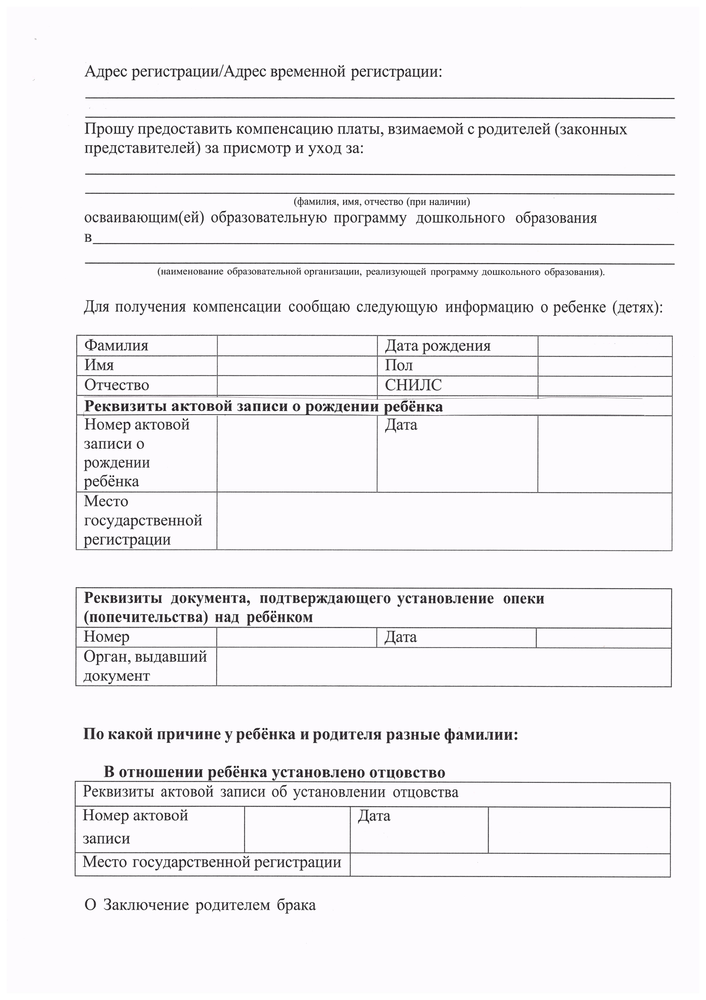 Адрес регистрации/Адрес временной регистрации:
Прошу предоставить компенсацию платы, взимаемой с родителей (законных
представителей) за присмотр и уход за:
(фамилия, имя, отчество (при наличии)
осваивающим(ей) образовательную программу дошкольного образования
в
(наименование образовательной организации, реализующей программу дошкольного образования).
Для получения компенсации сообщаю следующую информацию о ребенке (детях):
Фамилия Дата рождения
Имя Пол
Отчество СНИЛС
Реквизиты актовой записи о рождении ребёнка
Номер актовой Дата
записи о
рождении
ребёнка
Место
государственной
регистрации
Реквизиты документа, подтверждающего установление опеки
(попечительства) над ребёнком
Номер Дата
Орган, выдавший
документ
По какой причине у ребёнка и родителя разные фамилии:
В отношении ребёнка установлено отцовство
Реквизиты актовой записи об установлении отцовства
Номер актовой Дата
записи
Место государственной регистрации
О Заключение родителем брака